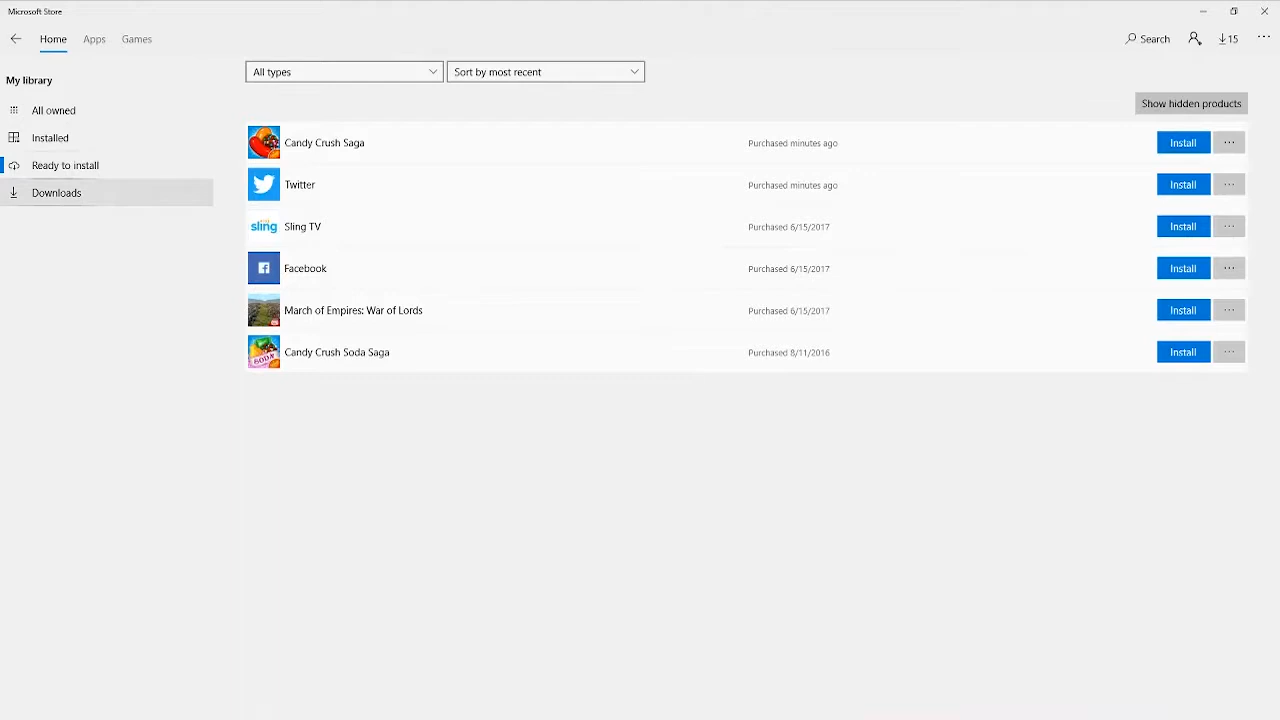 Microsoft Store
Home Apps Games Search 15
My library
All owned
Installed
Ready to install
Downloads
All types Sort by most recent
Show hidden products
Candy Crush Saga Purchased minutes ago Install
Twitter Purchased minutes ago Install
sling Sling TV Purchased 6/15/2017 Install
Facebook Purchased 6/15/2017 Install
March of Empires: War of Lords Purchased 6/15/2017 Install
SODA Candy Crush Soda Saga Purchased 8/11/2016 Install